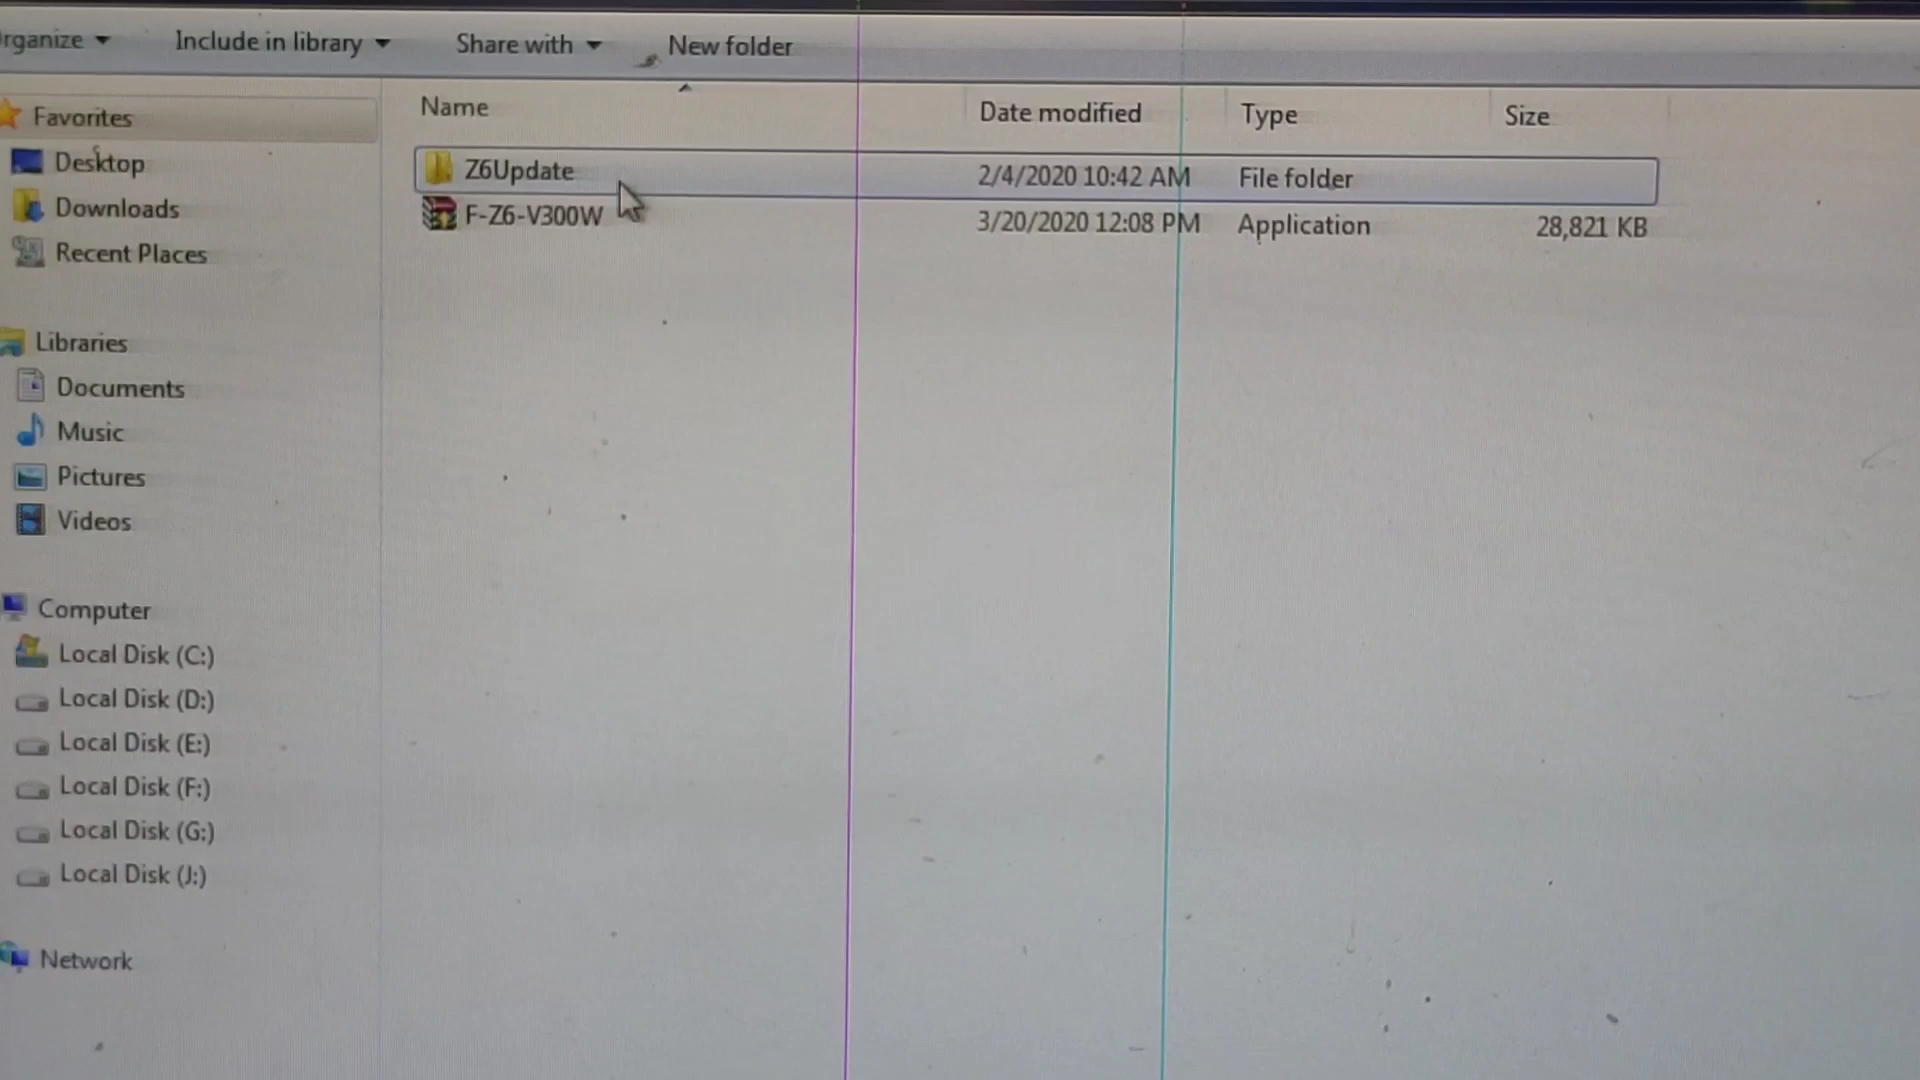 rganize
Include in library
Share with
New folder
Name
Date modified
Type
Size
Favorites
Desktop
Downloads
Recent Places
Libraries
Documents
Music
Pictures
Videos
Computer
Local Disk (C:)
Local Disk (D:)
Local Disk (E:)
Local Disk (F:)
Local Disk (G:)
Local Disk (J:)
Network
Z6Update 2/4/2020 10:42 AM File folder
F-Z6-V300W 3/20/2020 12:08 PM Application 28,821 KB